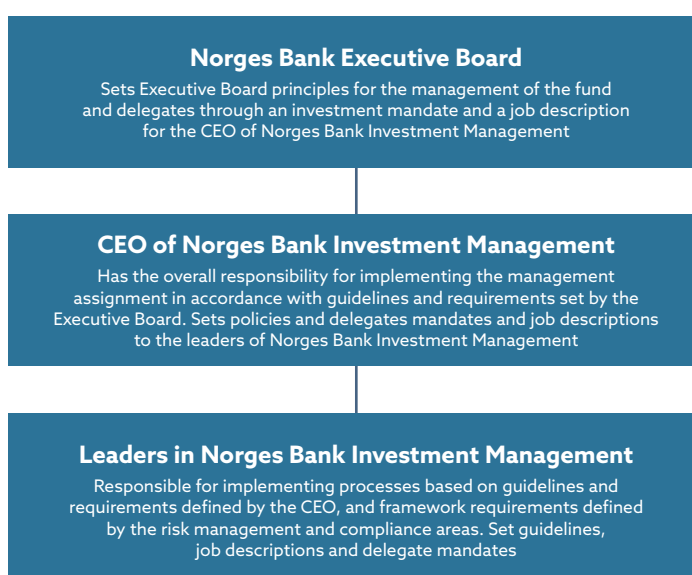 Norges Bank Executive Board
Sets Executive Board principles for the management of the fund
and delegates through an investment mandate and a job description
for the CEO of Norges Bank Investment Management
CEO of Norges Bank Investment Management
Has the overall responsibility for implementing the management
assignment in accordance with guidelines and requirements set by the
Executive Board. Sets policies and delegates mandates and job descriptions
to the leaders of Norges Bank Investment Management
Leaders in Norges Bank Investment Management
Responsible for implementing processes based on guidelines and
requirements defined by the CEO, and framework requirements defined
by the risk management and compliance areas. Set guidelines,
job descriptions and delegate mandates